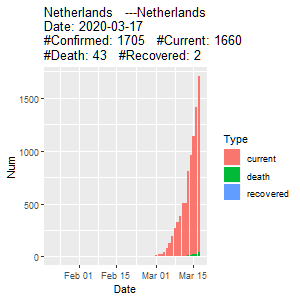 Netherlands   ---Netherlands
Date: 2020-03-17
#Confirmed: 1705   #Current: 1660
#Death: 43   #Recovered: 2
1500
1000
500
0
Num
Feb 01
Feb 15
Mar 01
Mar 15
Date
Type
current
death
recovered